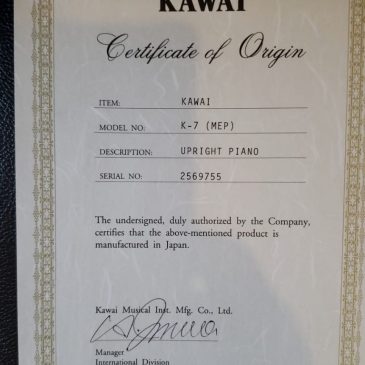 KAWAI
Certificate of Origin
ITEM: KAWAI
MODEL NO: K-7 (MEP)
DESCRIPTION: UPRIGHT PIANO
SERIAL NO: 2569755
The undersigned, duly authorized by the Company,
certifies that the above-mentioned product is
manufactured in Japan.
Kawai Musical Inst. Mfg. Co., Ltd.
Manager
International Division